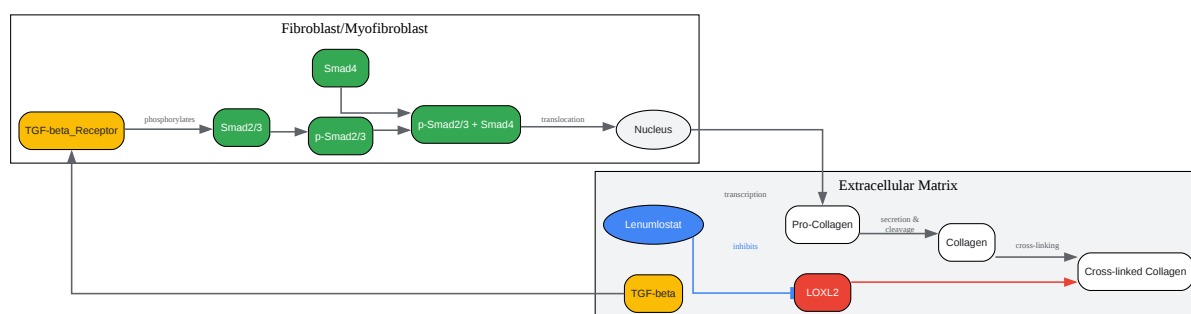 Fibroblast/Myofibroblast
Smad4
TGF-beta_Receptor
phosphorylates
Smad2/3
p-Smad2/3
p-Smad2/3 + Smad4
translocation
Nucleus
Extracellular Matrix
transcription
Lenumlostat
inhibits
Pro-Collagen
secretion &
cleavage
Collagen
cross-linking
Cross-linked Collagen
TGF-beta
LOXL2